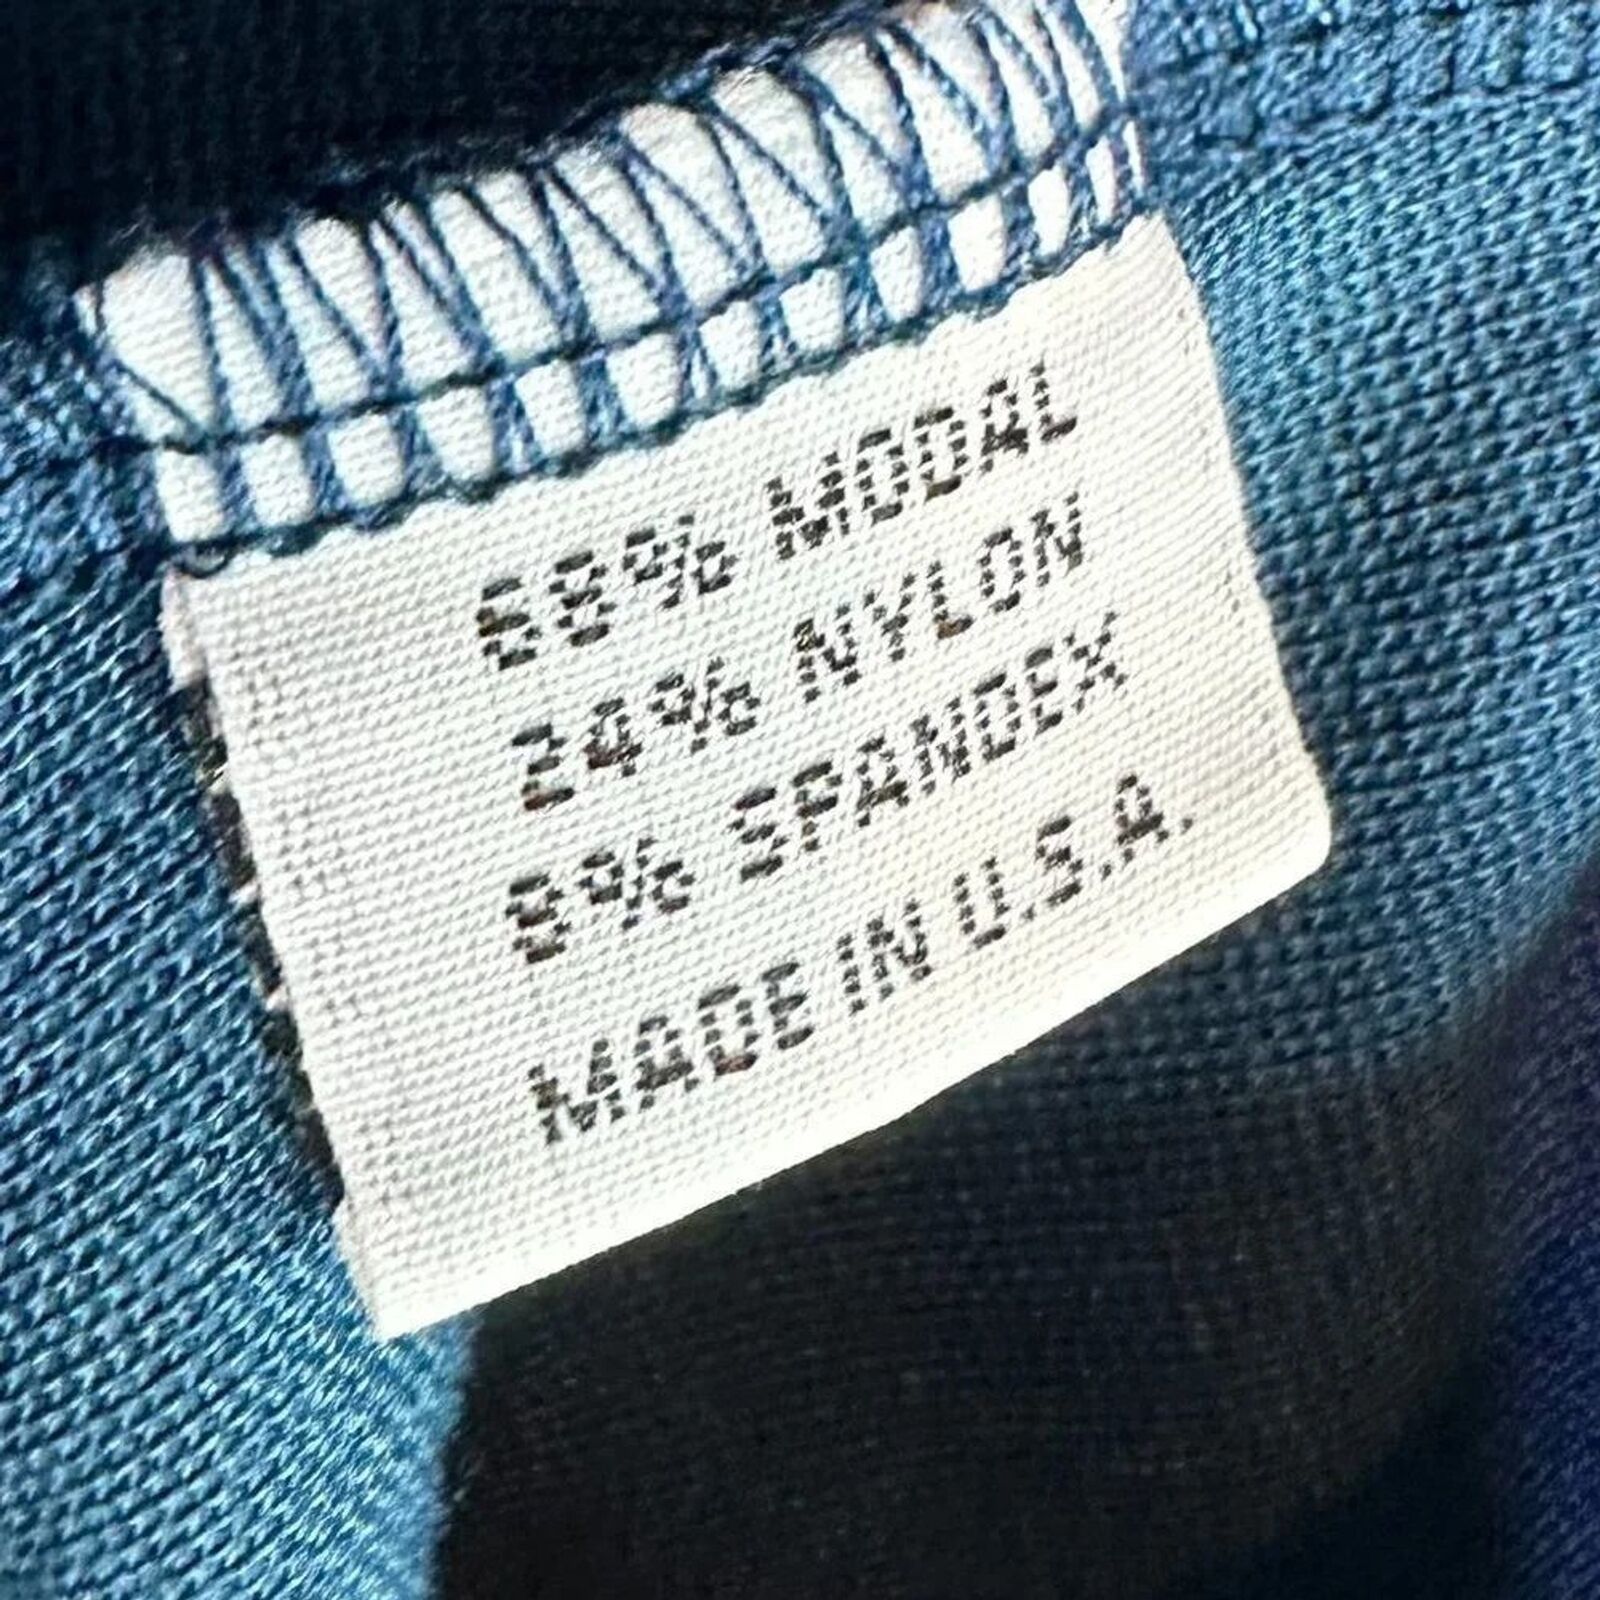 68% MODAL
24% NYLON
8% SPANDEX
MADE IN U.S.A.